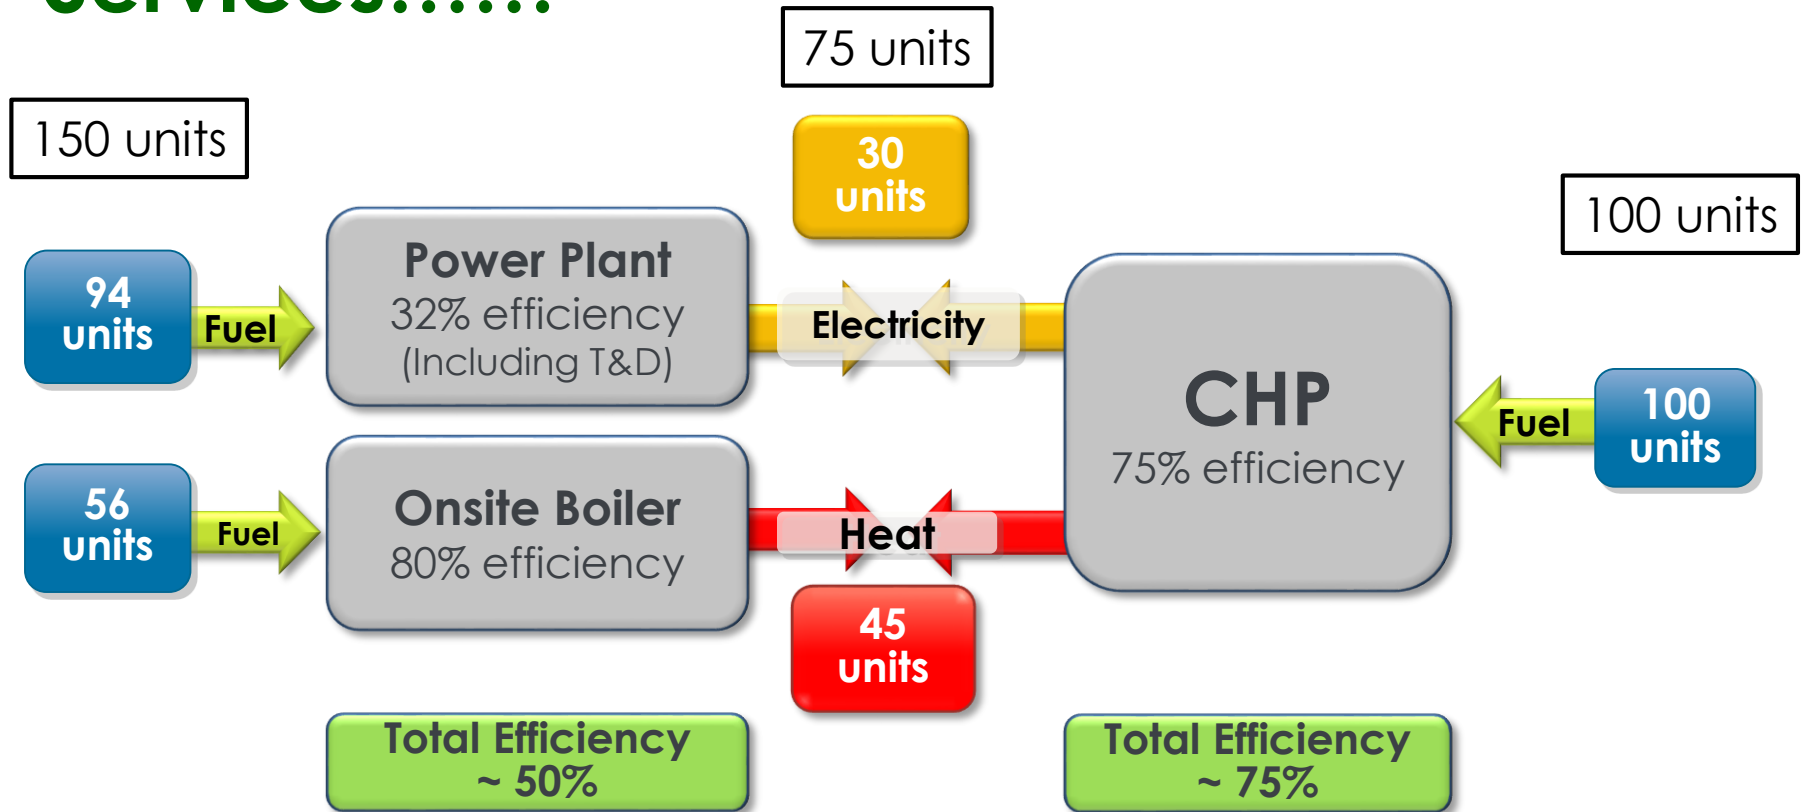 services......
75 units
150 units
30
units
100 units
Power Plant
32% efficiency
(Including T&D)
94
units
Fuel
Electricity
CHP
75% efficiency
Fuel
100
units
Onsite Boiler
80% efficiency
56
units
Fuel
Heat
45
units
Total Efficiency
~ 50%
Total Efficiency
~ 75%